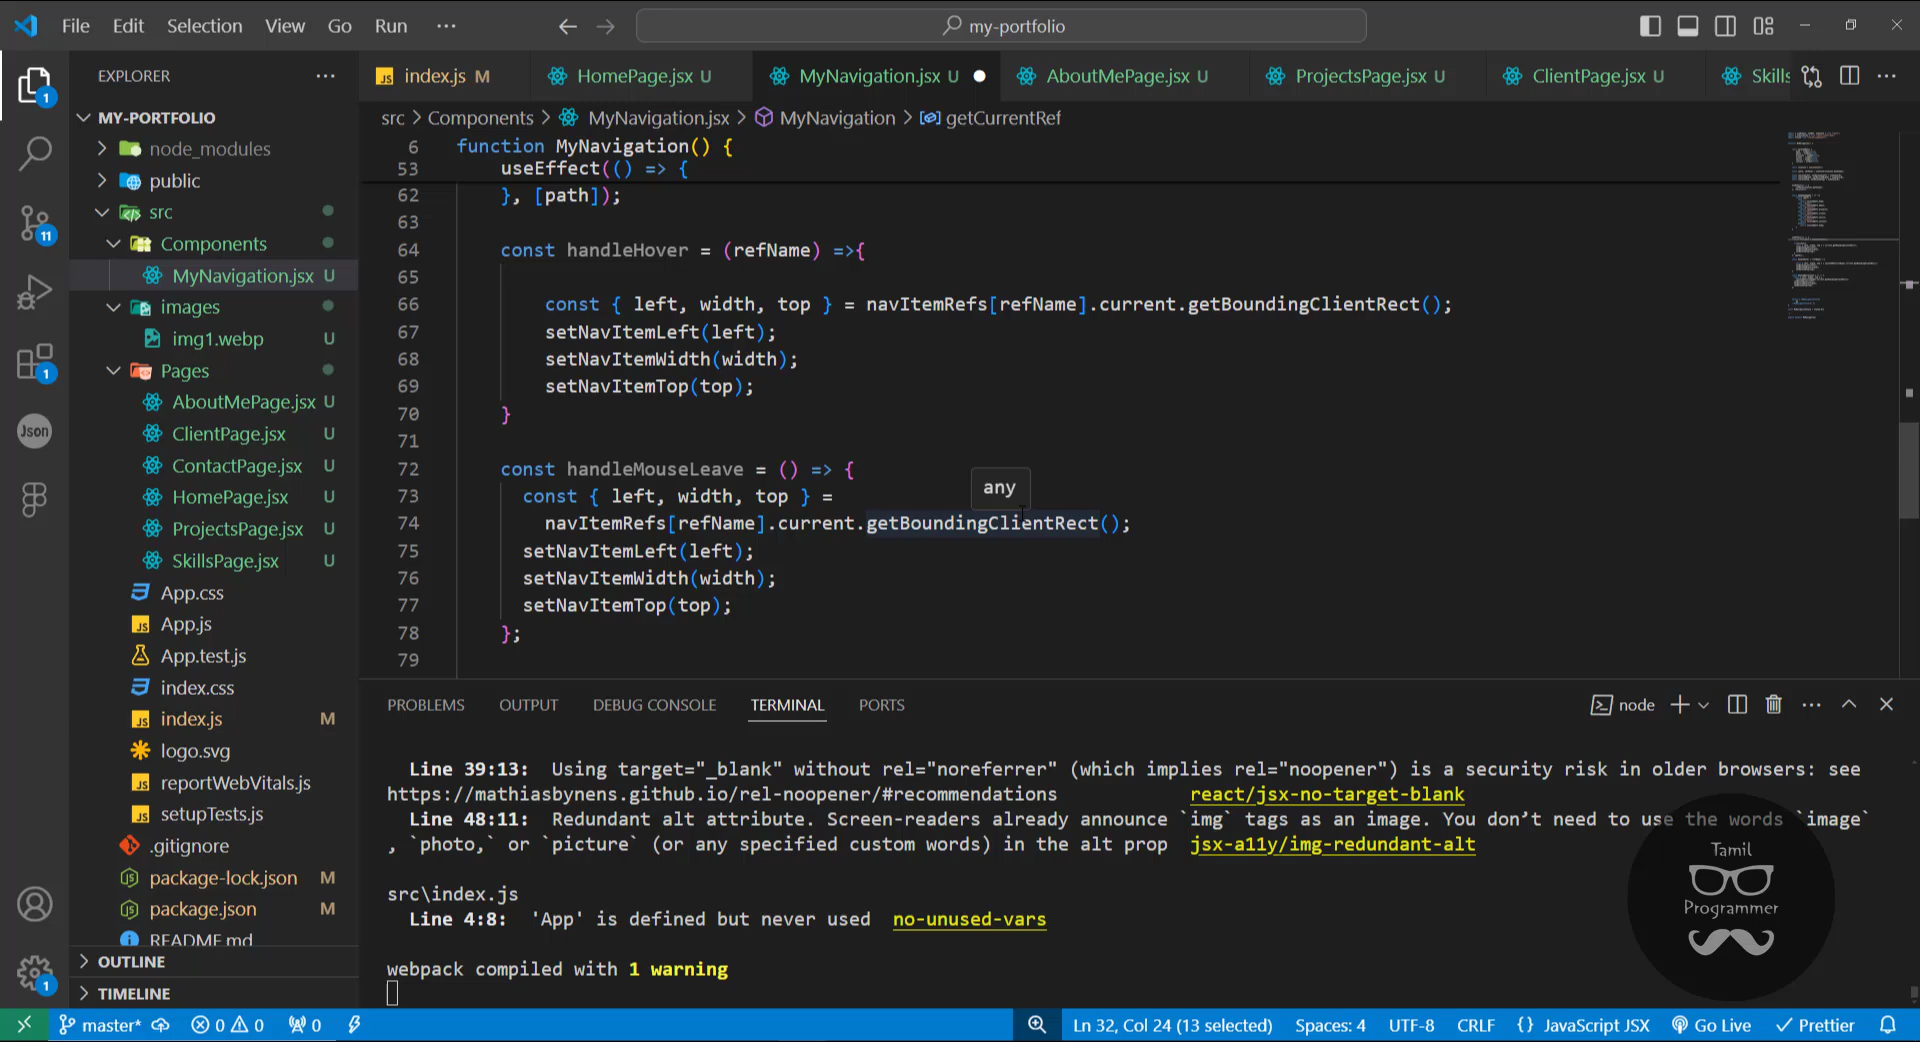 File Edit Selection View Go Run ···
my-portfolio
EXPLORER ···
MY-PORTFOLIO
node_modules
public
src
Components
MyNavigation.jsx U
images
img1.webp U
Pages
AboutMePage.jsx U
ClientPage.jsx U
ContactPage.jsx U
HomePage.jsx U
ProjectsPage.jsx U
SkillsPage.jsx U
App.css
App.js
App.test.js
index.css
index.js M
logo.svg
reportWebVitals.js
setupTests.js
.gitignore
package-lock.json M
package.json M
README.md
OUTLINE
TIMELINE
1
11
1
Json
1
index.js M HomePage.jsx U MyNavigation.jsx U AboutMePage.jsx U ProjectsPage.jsx U ClientPage.jsx U Skills
src > Components > MyNavigation.jsx > MyNavigation > getCurrentRef
6 function MyNavigation() {
53 useEffect(() => {
62 }, [path]);
63
64 const handleHover = (refName) =>{
65
66 const { left, width, top } = navItemRefs[refName].current.getBoundingClientRect();
67 setNavItemLeft(left);
68 setNavItemWidth(width);
69 setNavItemTop(top);
70 }
71
72 const handleMouseLeave = () => {
any
73 const { left, width, top } =
74 navItemRefs[refName].current.getBoundingClientRect();
75 setNavItemLeft(left);
76 setNavItemWidth(width);
77 setNavItemTop(top);
78 };
79
PROBLEMS OUTPUT DEBUG CONSOLE TERMINAL PORTS
node
Line 39:13: Using target="_blank" without rel="noreferrer" (which implies rel="noopener") is a security risk in older browsers: see
https://mathiasbynens.github.io/rel-noopener/#recommendations react/jsx-no-target-blank
Line 48:11: Redundant alt attribute. Screen-readers already announce `img` tags as an image. You don’t need to use the words `image`
, `photo,` or `picture` (or any specified custom words) in the alt prop jsx-a11y/img-redundant-alt
src\index.js
Line 4:8: 'App' is defined but never used no-unused-vars
webpack compiled with 1 warning
Tamil
Programmer
master* 0 0 0 Ln 32, Col 24 (13 selected) Spaces: 4 UTF-8 CRLF {} JavaScript JSX Go Live Prettier